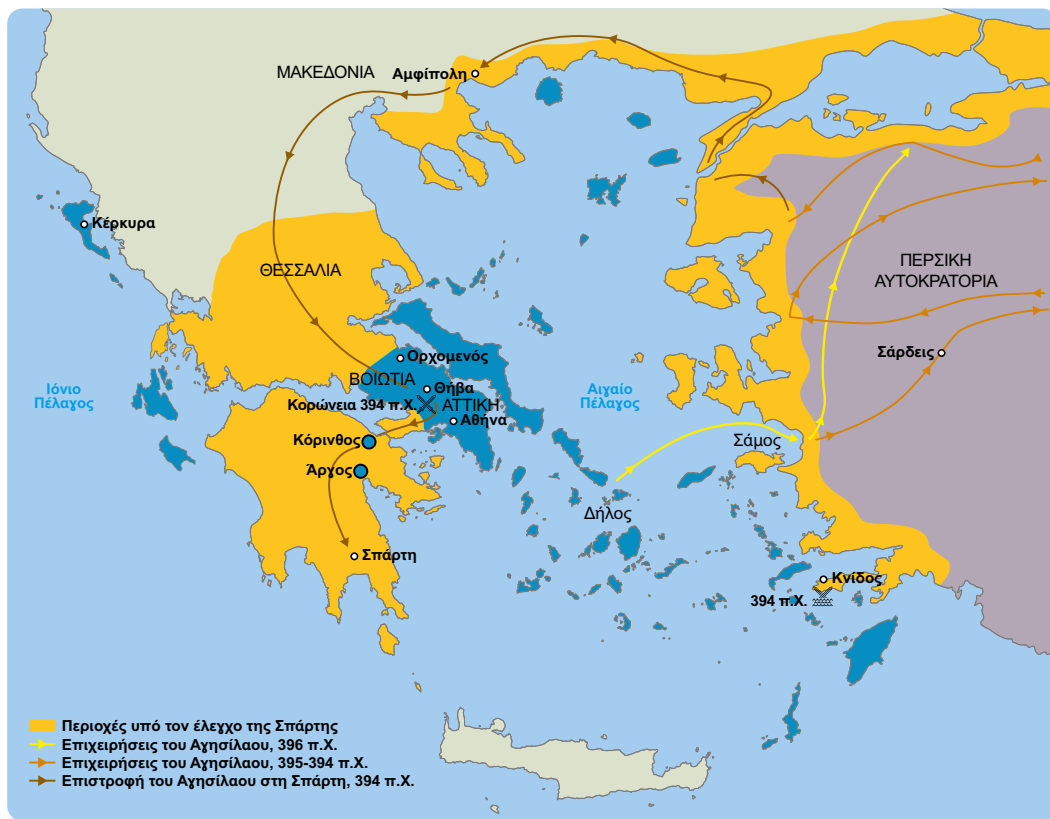 ΜΑΚΕΔΟΝΙΑ
Αμφίπολη
Κέρκυρα
ΘΕΣΣΑΛΙΑ
ΠΕΡΣΙΚΗ
ΑΥΤΟΚΡΑΤΟΡΙΑ
Σάρδεις
Ορχομενός
ΒΟΙΩΤΙΑ
Θήβα
Ιόνιο
Πέλαγος
Αιγαίο
Πέλαγος
Κορώνεια 394 π.Χ.
ΑΤΤΙΚΗ
Αθήνα
Κόρινθος
Σάμος
Άργος
Δήλος
Σπάρτη
Κνίδος
394 π.Χ.
Περιοχές υπό τον έλεγχο της Σπάρτης
Επιχειρήσεις του Αγησίλαου, 396 π.Χ.
Επιχειρήσεις του Αγησίλαου, 395-394 π.Χ.
Επιστροφή του Αγησίλαου στη Σπάρτη, 394 π.Χ.